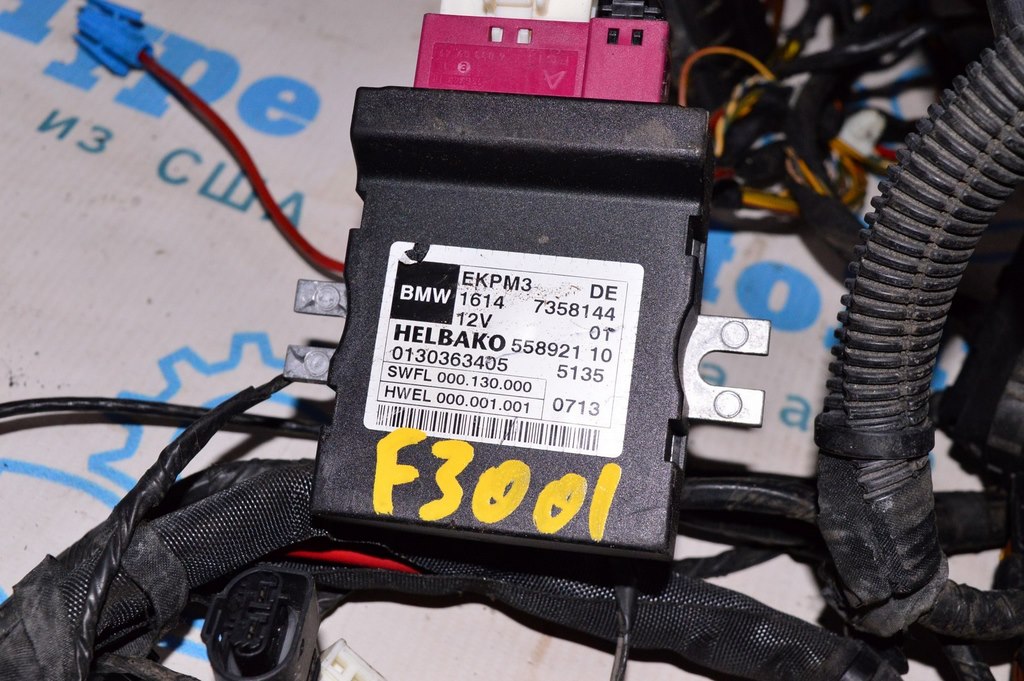 из США
BMW
EKPM3 DE
1614 7358144
12V 01
HELBAKO 558921 10
0130363405 5135
SWFL 000.130.000
HWEL 000.001.001
0713
F3001